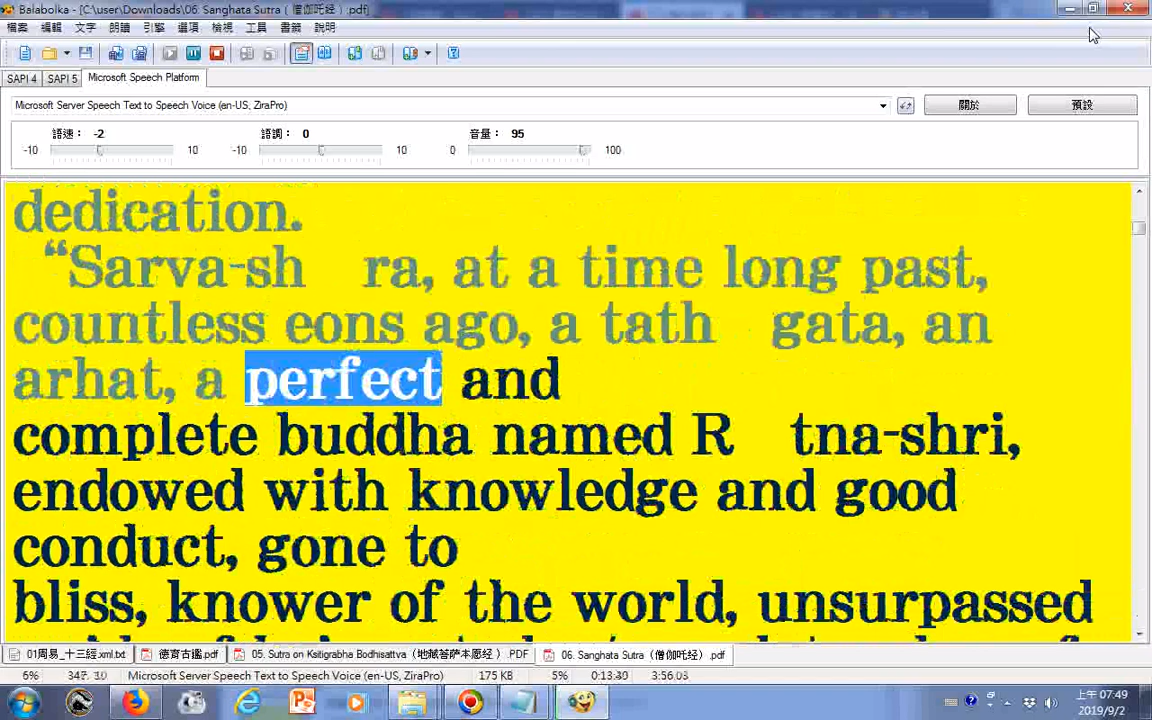 Balabolka - [C:\user\Downloads\06. Sanghata Sutra (僧伽吒经).pdf]
檔案 編輯 文字 朗讀 引擎 選項 檢視 工具 書籤 說明
SAPI 4 SAPI 5 Microsoft Speech Platform
Microsoft Server Speech Text to Speech Voice (en-US, ZiraPro) 關於 預設
語速： -2 語調： 0 音量： 95
-10 10 -10 10 0 100
dedication.
“Sarva-sh ra, at a time long past,
countless eons ago, a tath gata, an
arhat, a perfect and
complete buddha named R tna-shri,
endowed with knowledge and good
conduct, gone to
bliss, knower of the world, unsurpassed
01周易_十三經.xml.txt 德育古鑑.pdf 05. Sutra on Ksitigrabha Bodhisattva（地藏菩萨本愿经）.PDF 06. Sanghata Sutra（僧伽吒经）.pdf
6% 347: 30 Microsoft Server Speech Text to Speech Voice (en-US, ZiraPro) 175 KB 5% 0:13:30 3:56:03
上午 07:49
2019/9/2